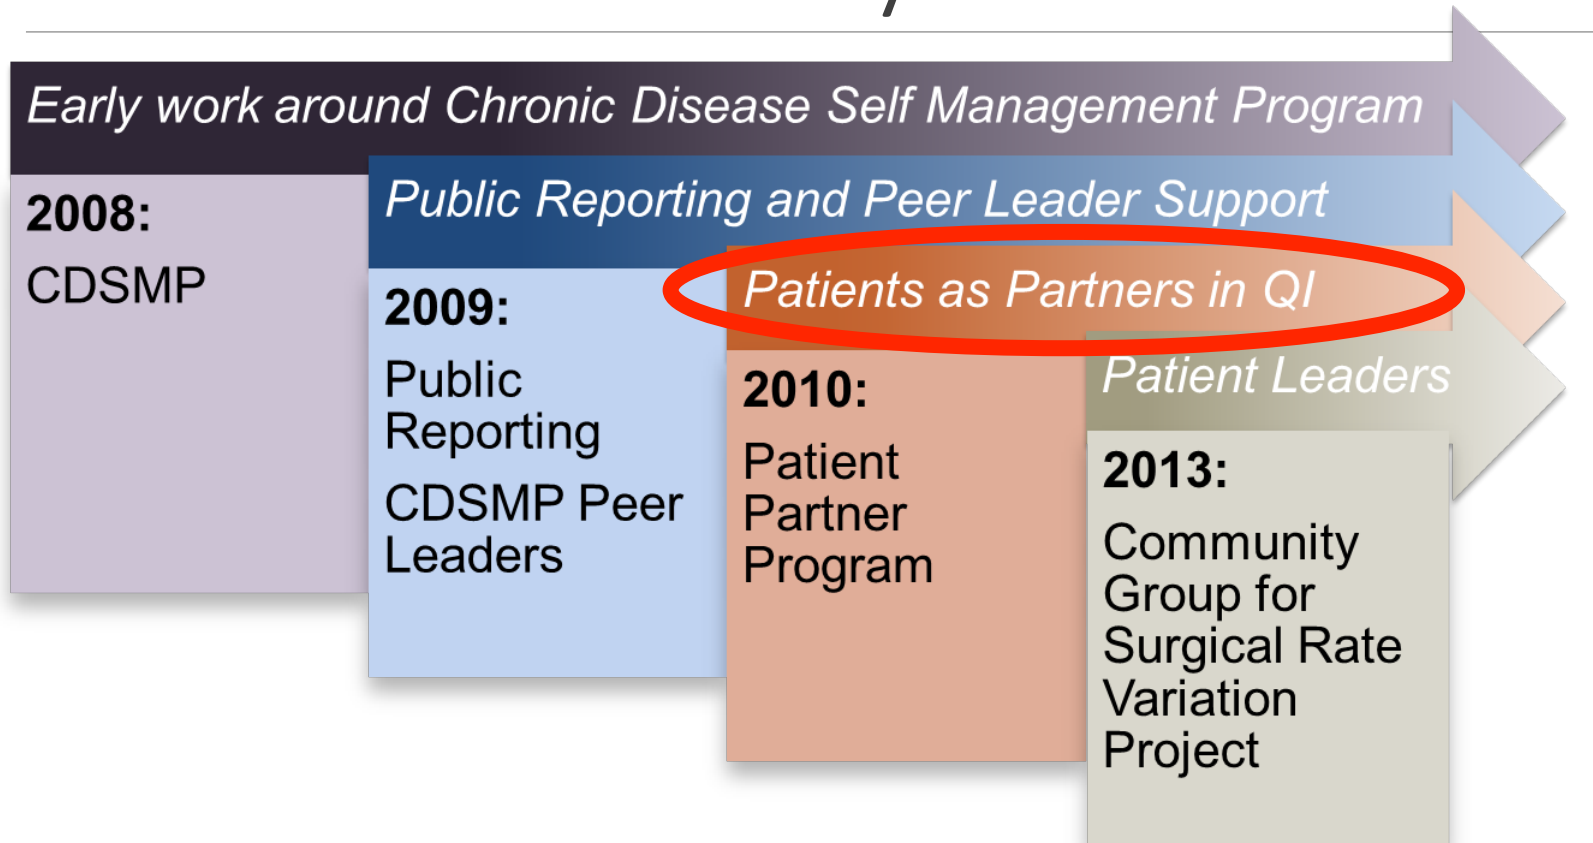 Early work around Chronic Disease Self Management Program
2008:
CDSMP
Public Reporting and Peer Leader Support
2009:
Public
Reporting
CDSMP Peer
Leaders
Patients as Partners in QI
2010:
Patient
Partner
Program
Patient Leaders
2013:
Community
Group for
Surgical Rate
Variation
Project